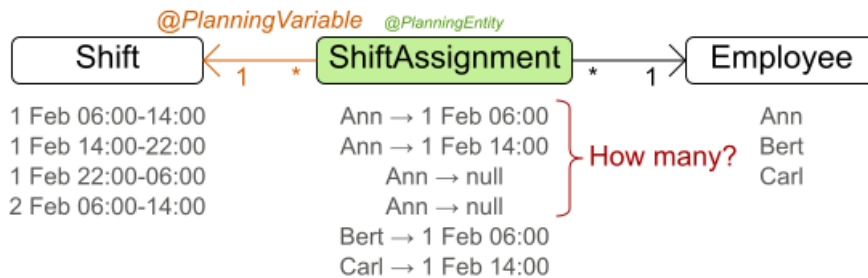 @PlanningVariable @PlanningEntity
Shift ShiftAssignment Employee
1 * * 1
1 Feb 06:00-14:00 Ann → 1 Feb 06:00 Ann
1 Feb 14:00-22:00 Ann → 1 Feb 14:00 Bert
How many?
1 Feb 22:00-06:00 Ann → null Carl
2 Feb 06:00-14:00 Ann → null
Bert → 1 Feb 06:00
Carl → 1 Feb 14:00